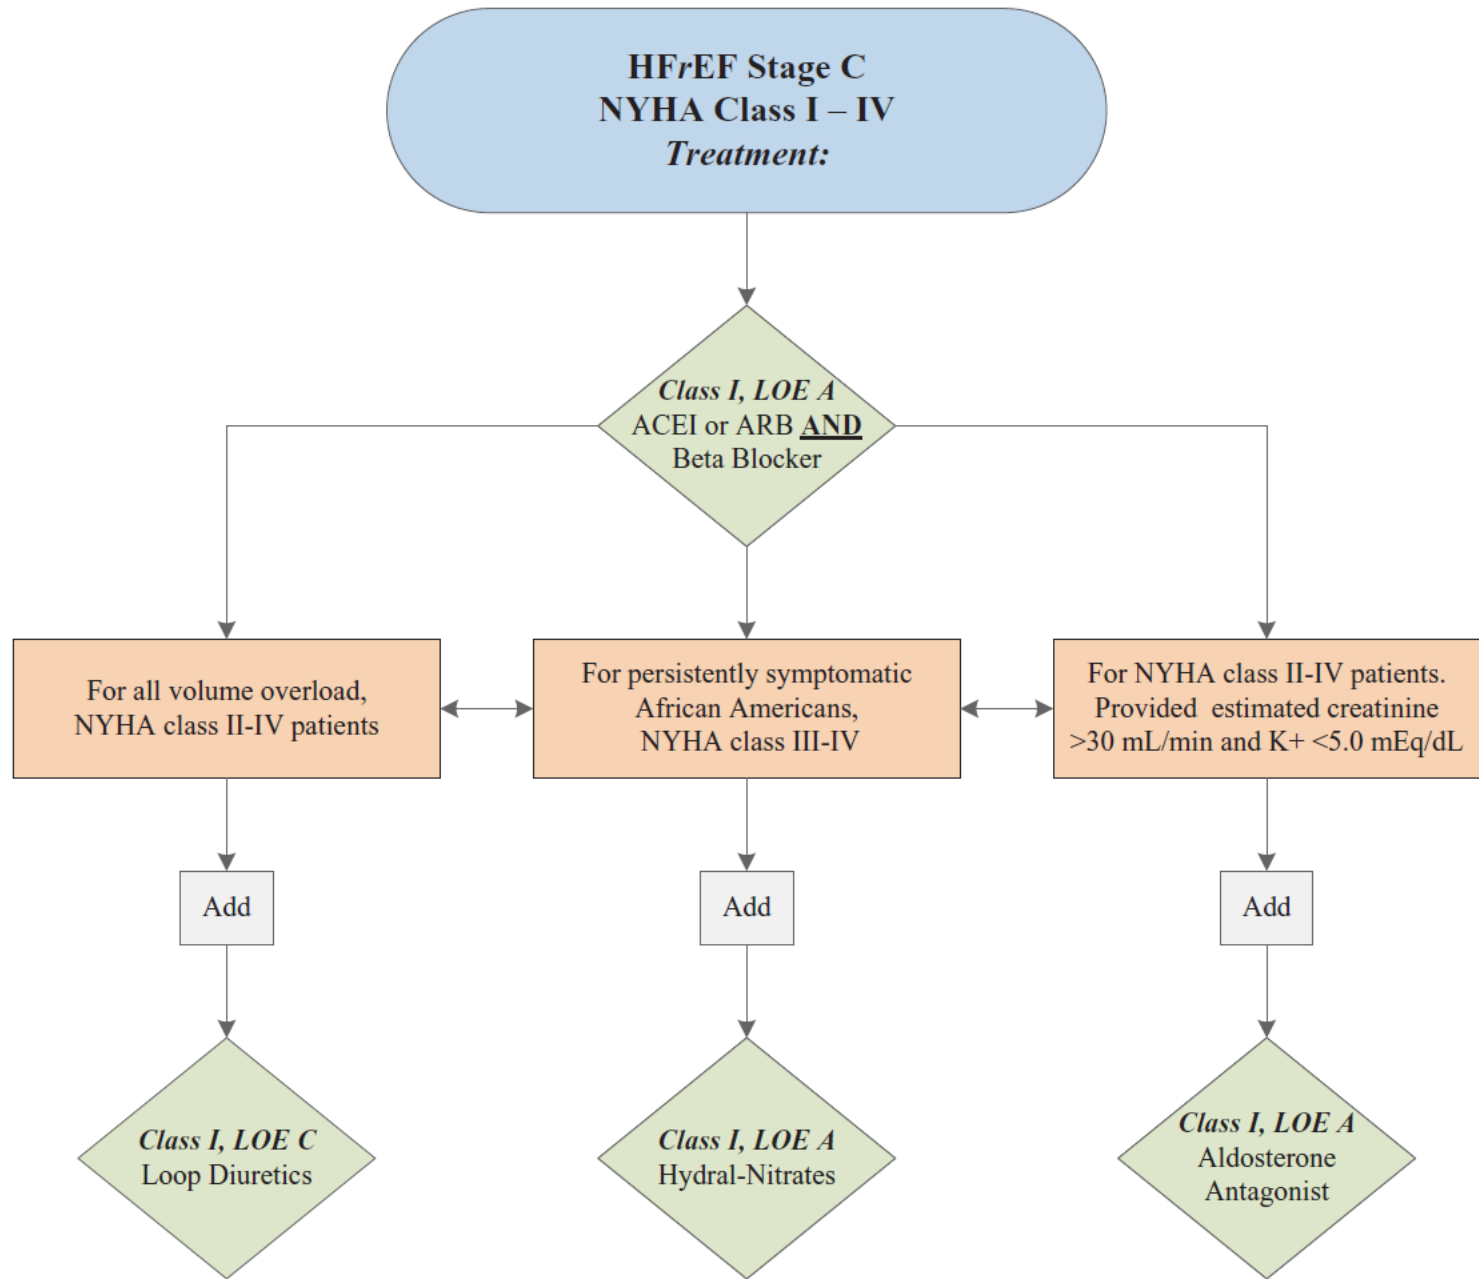 HFrEF Stage C
NYHA Class I – IV
Treatment:
Class I, LOE A
ACEI or ARB AND
Beta Blocker
For all volume overload,
NYHA class II-IV patients
For persistently symptomatic
African Americans,
NYHA class III-IV
For NYHA class II-IV patients.
Provided estimated creatinine
>30 mL/min and K+ <5.0 mEq/dL
Add
Add
Add
Class I, LOE C
Loop Diuretics
Class I, LOE A
Hydral-Nitrates
Class I, LOE A
Aldosterone
Antagonist